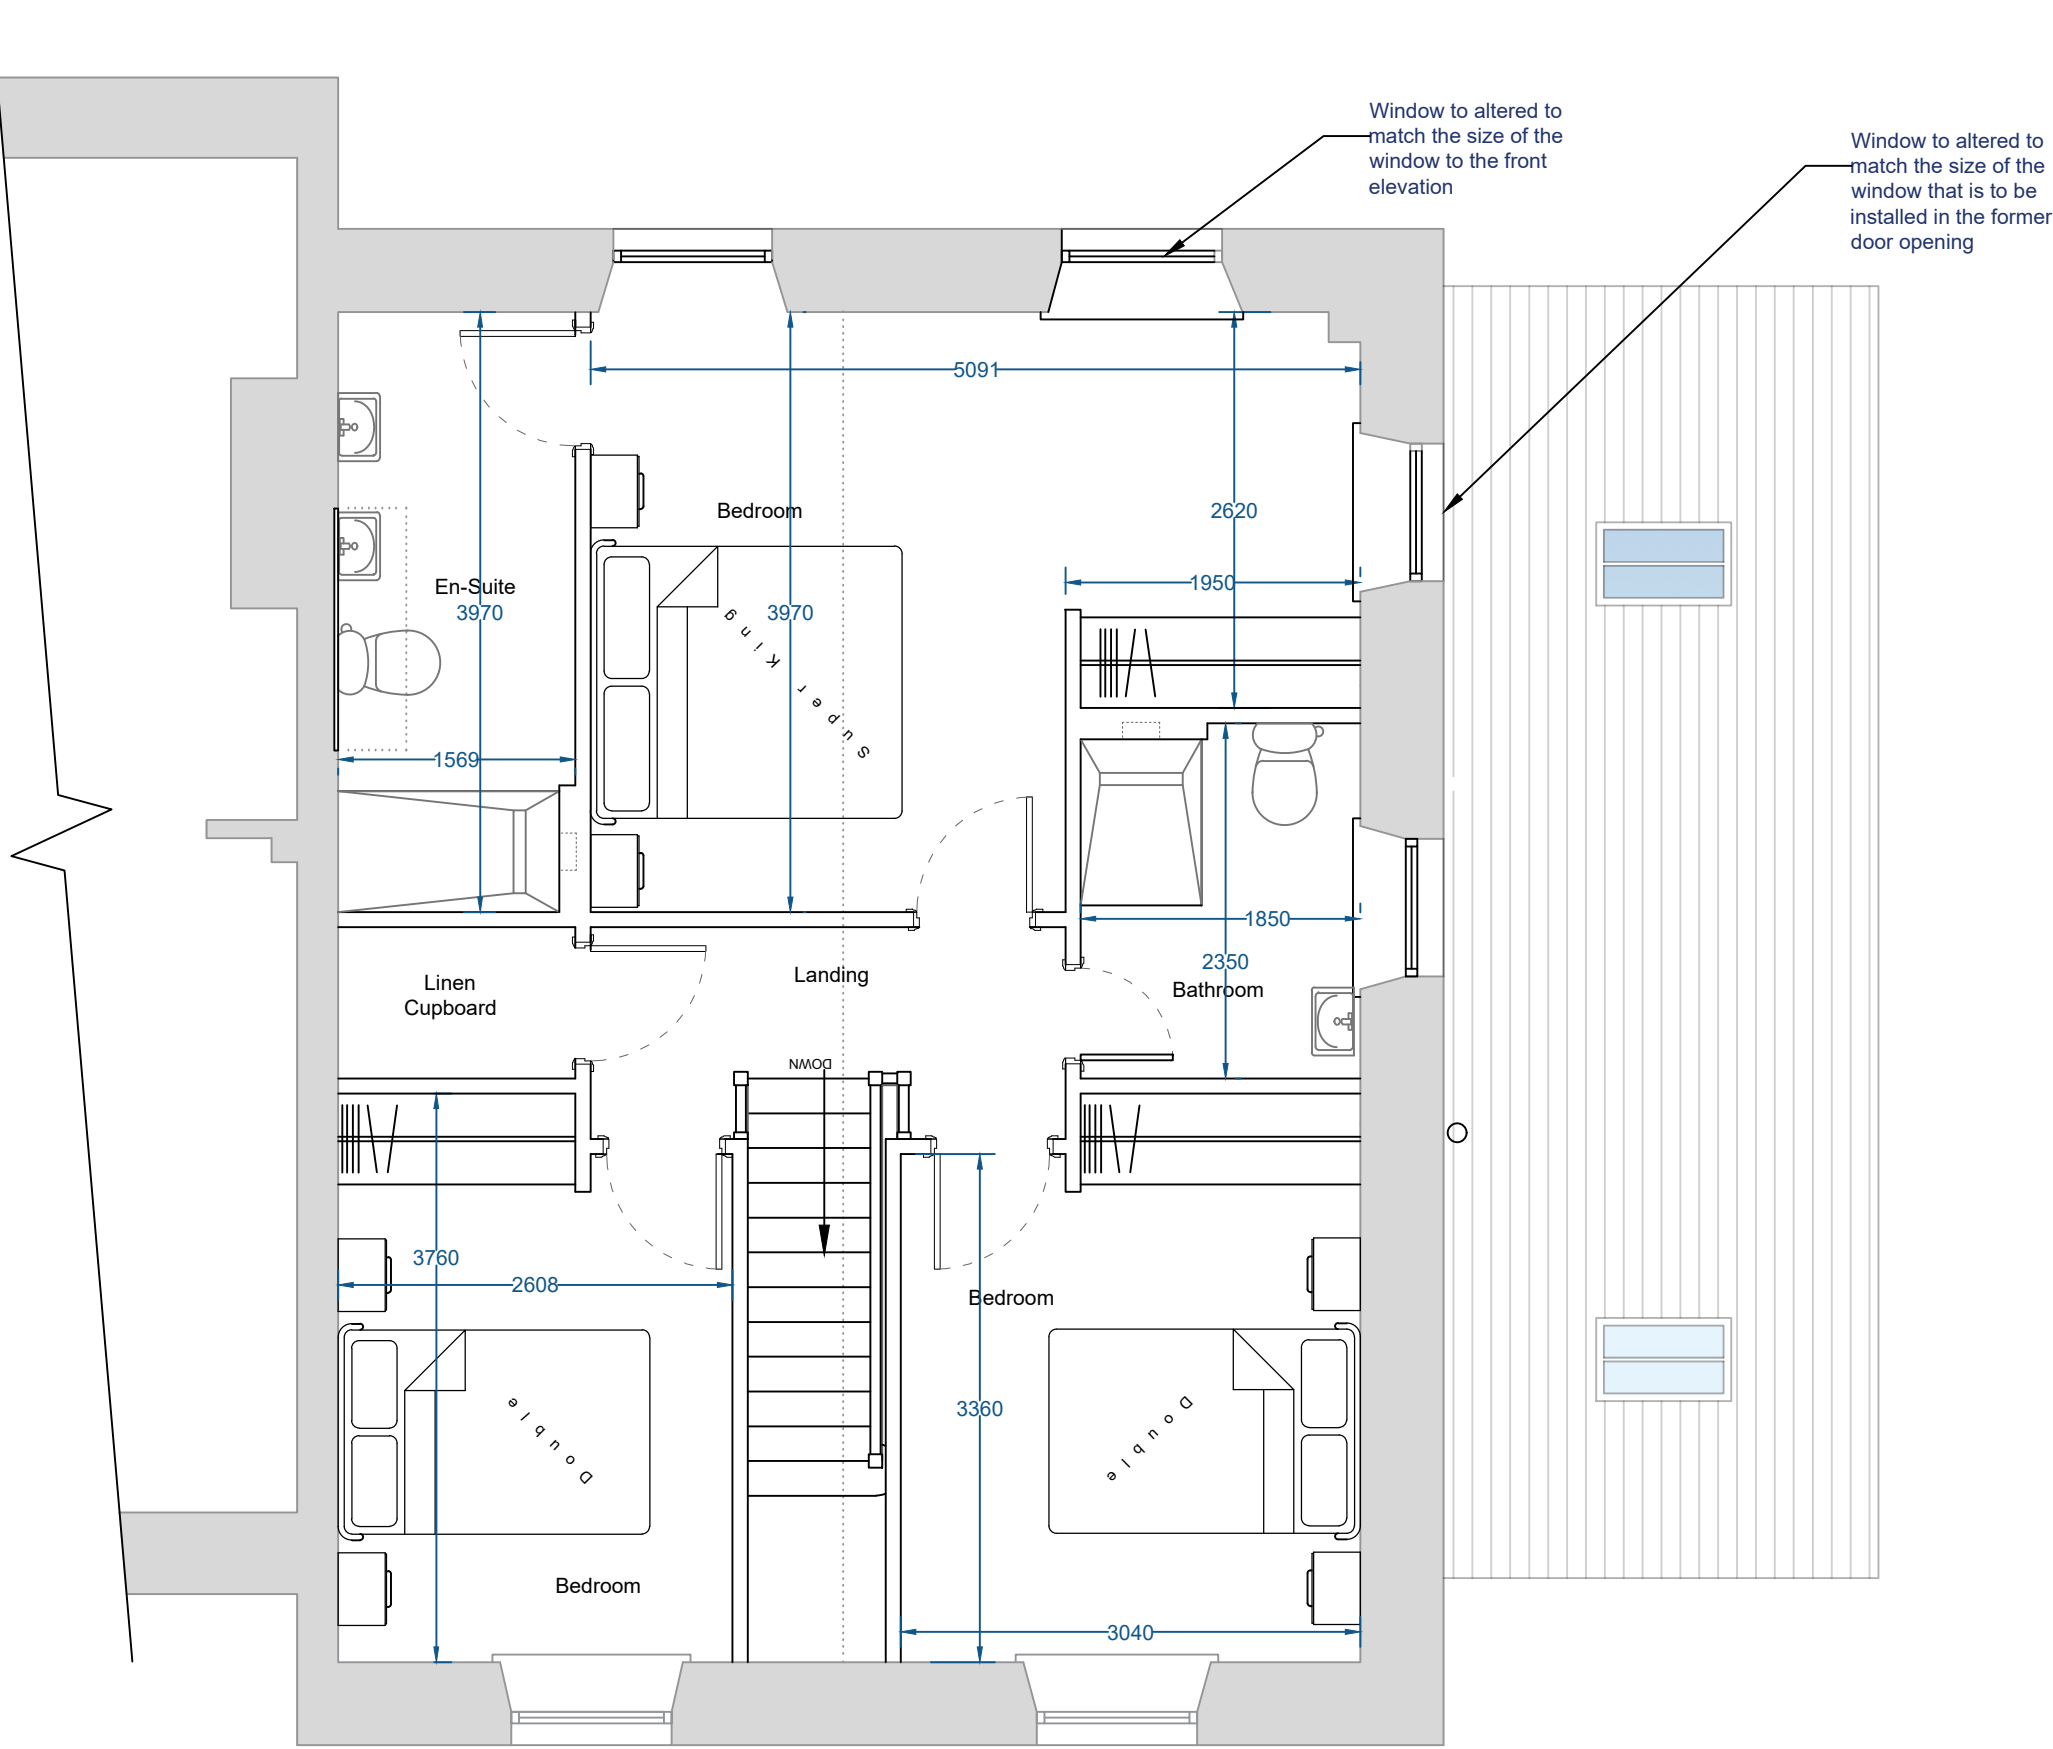 Window to altered to
match the size of the
window to the front
elevation
Window to altered to
match the size of the
window that is to be
installed in the former
door opening
5091
Bedroom
2620
1950
En-Suite
3970
3970
Super King
1569
1850
2350
Bathroom
Landing
Linen
Cupboard
DOWN
3760
2608
Bedroom
3360
Double
Double
Bedroom
3040